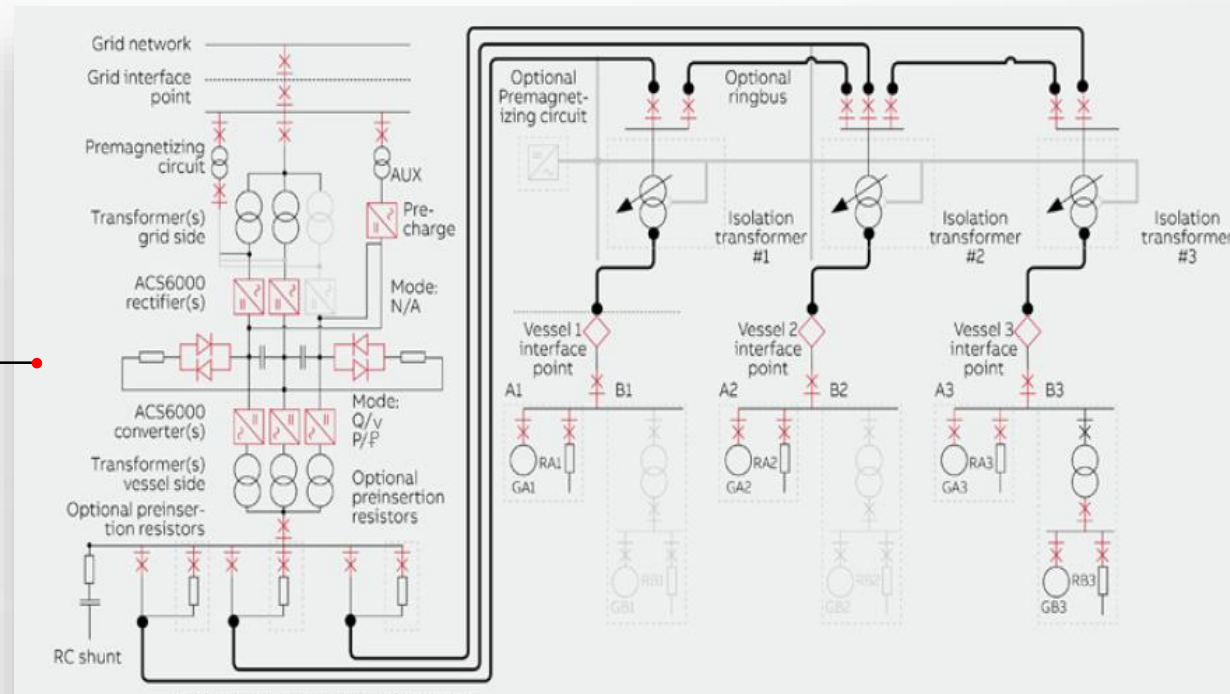 Grid network
Grid interface
point
Premagnetizing
circuit
AUX
Transformer(s)
grid side
Pre-
charge
ACS6000
rectifier(s)
Mode:
N/A
ACS6000
converter(s)
Mode:
Q/v
P/₽
Transformer(s)
vessel side
Optional
preinsertion
resistors
Optional preinser-
tion resistors
RC shunt
Optional
Premagnet-
izing circuit
Optional
ringbus
Isolation
transformer
#1
Isolation
transformer
#2
Isolation
transformer
#3
Vessel 1
interface
point
Vessel 2
interface
point
Vessel 3
interface
point
A1
B1
A2
B2
A3
B3
RA1
GA1
RA2
GA2
RA3
GA3
RB1
GB1
RB2
GB2
RB3
GB3